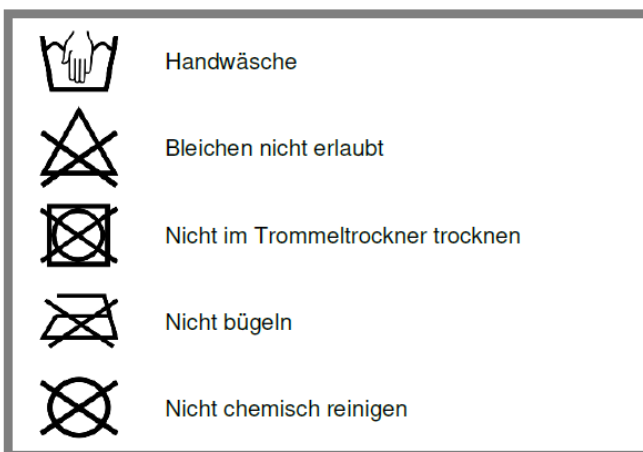 Handwäsche
Bleichen nicht erlaubt
Nicht im Trommeltrockner trocknen
Nicht bügeln
Nicht chemisch reinigen